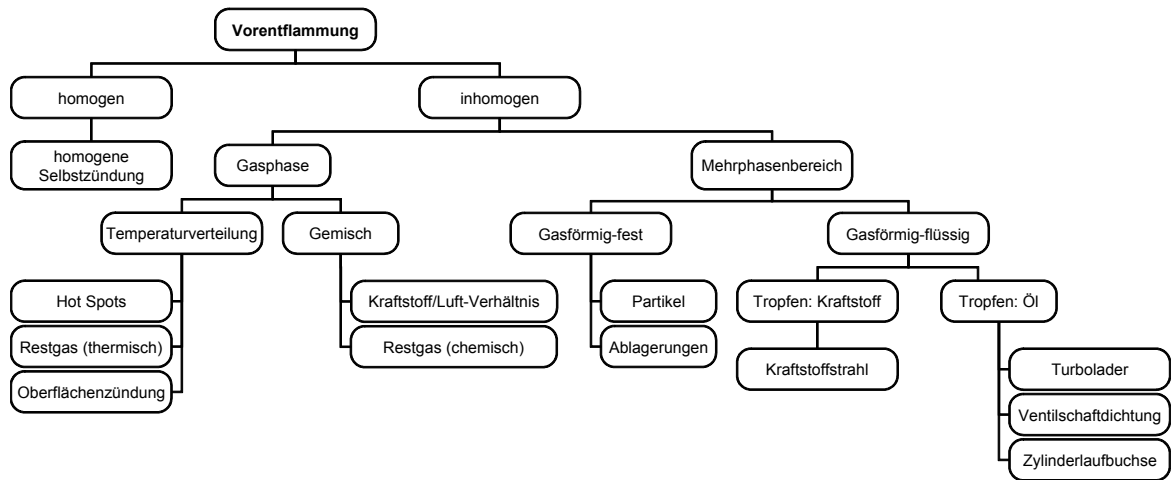 Vorentflammung
homogen
inhomogen
homogene
Selbstzündung
Gasphase
Mehrphasenbereich
Temperaturverteilung
Gemisch
Gasförmig-fest
Gasförmig-flüssig
Hot Spots
Kraftstoff/Luft-Verhältnis
Partikel
Tropfen: Kraftstoff
Tropfen: Öl
Restgas (thermisch)
Restgas (chemisch)
Ablagerungen
Kraftstoffstrahl
Turbolader
Oberflächenzündung
Ventilschaftdichtung
Zylinderlaufbuchse